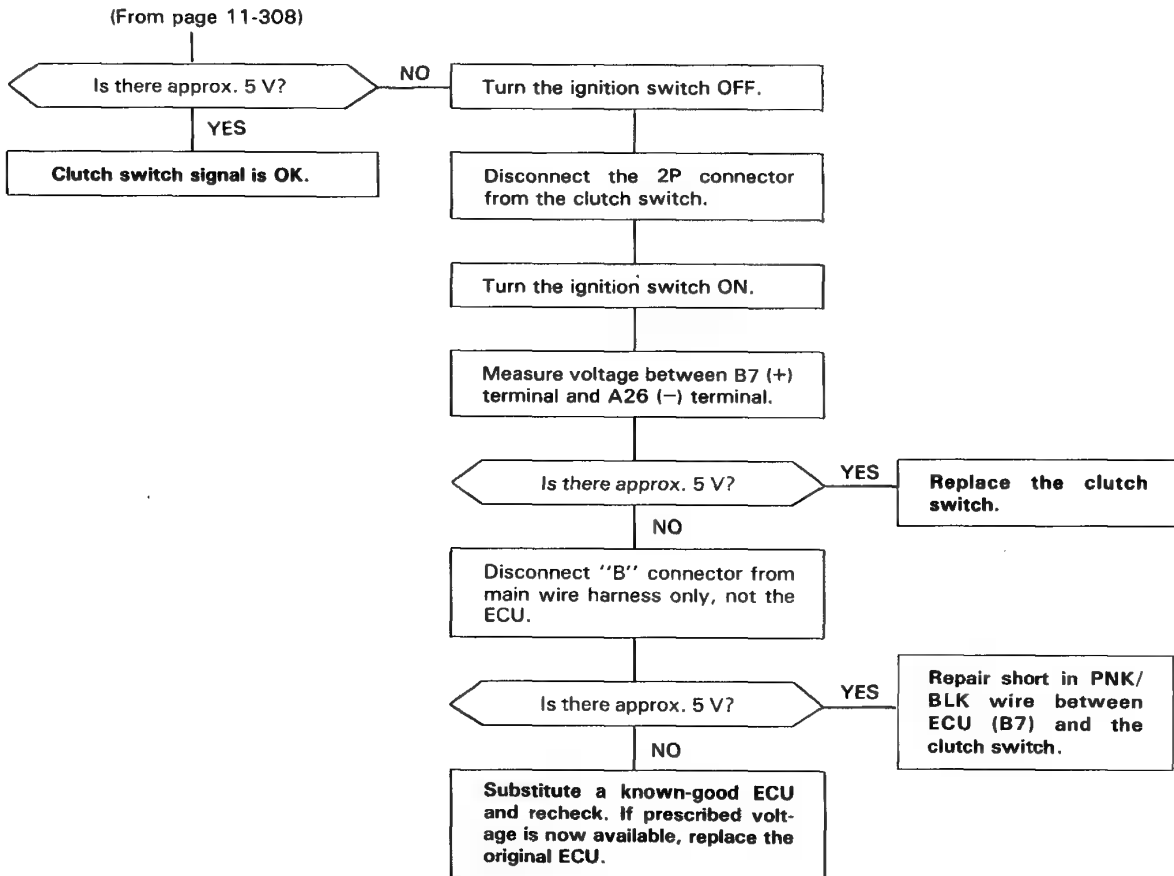 (From page 11-308)
Is there approx. 5 V?
NO
YES
Clutch switch signal is OK.
Turn the ignition switch OFF.
Disconnect the 2P connector
from the clutch switch.
Turn the ignition switch ON.
Measure voltage between B7 (+)
terminal and A26 (−) terminal.
Is there approx. 5 V?
YES
Replace the clutch
switch.
NO
Disconnect "B" connector from
main wire harness only, not the
ECU.
Is there approx. 5 V?
YES
Repair short in PNK/
BLK wire between
ECU (B7) and the
clutch switch.
NO
Substitute a known-good ECU
and recheck. If prescribed volt-
age is now available, replace the
original ECU.